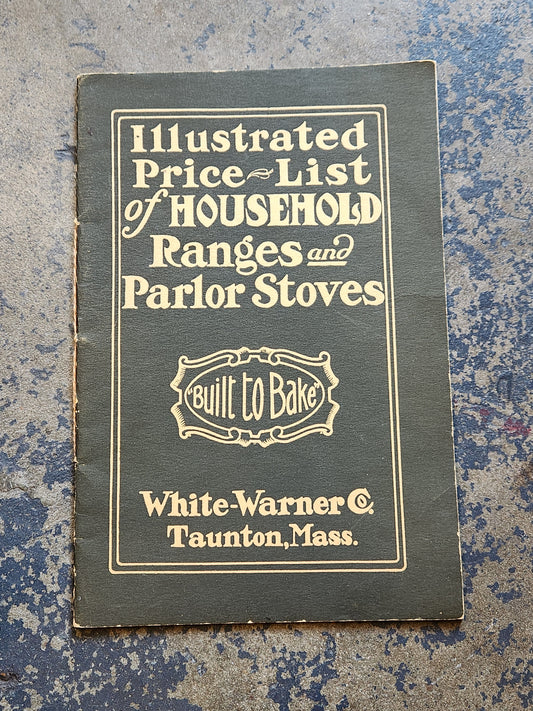 Illustrated
Price ~ List
of HOUSEHOLD
Ranges and
Parlor Stoves
"Built to Bake"
White-Warner Co.
Taunton, Mass.